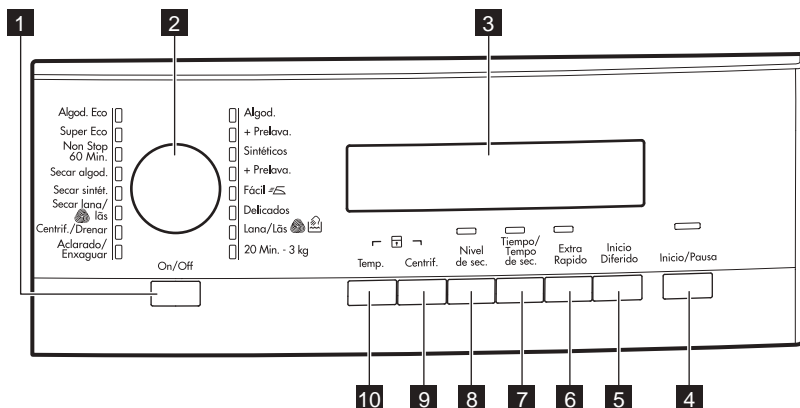 1
2
3
Algod. Eco
Super Eco
Non Stop
60 Min.
Secar algod.
Secar sintét.
Secar lana/
lãs
Centrif./Drenar
Aclarado/
Enxaguar
Algod.
+ Prelava.
Sintéticos
+ Prelava.
Fácil
Delicados
Lana/Lãs
20 Min. - 3 kg
On/Off
Temp.
Centrif.
Nivel
de sec.
Tiempo/
Tempo
de sec.
Extra
Rapido
Inicio
Diferido
Inicio/Pausa
10
9
8
7
6
5
4